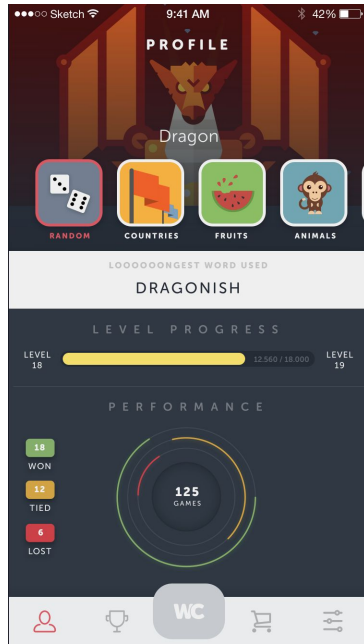 Sketch 9:41 AM 42%
PROFILE
Dragon
RANDOM COUNTRIES FRUITS ANIMALS
LOOOOOONGEST WORD USED
DRAGONISH
LEVEL PROGRESS
LEVEL 18
12.560 / 18.000
LEVEL 19
PERFORMANCE
18
WON
12
TIED
6
LOST
125
GAMES
WC